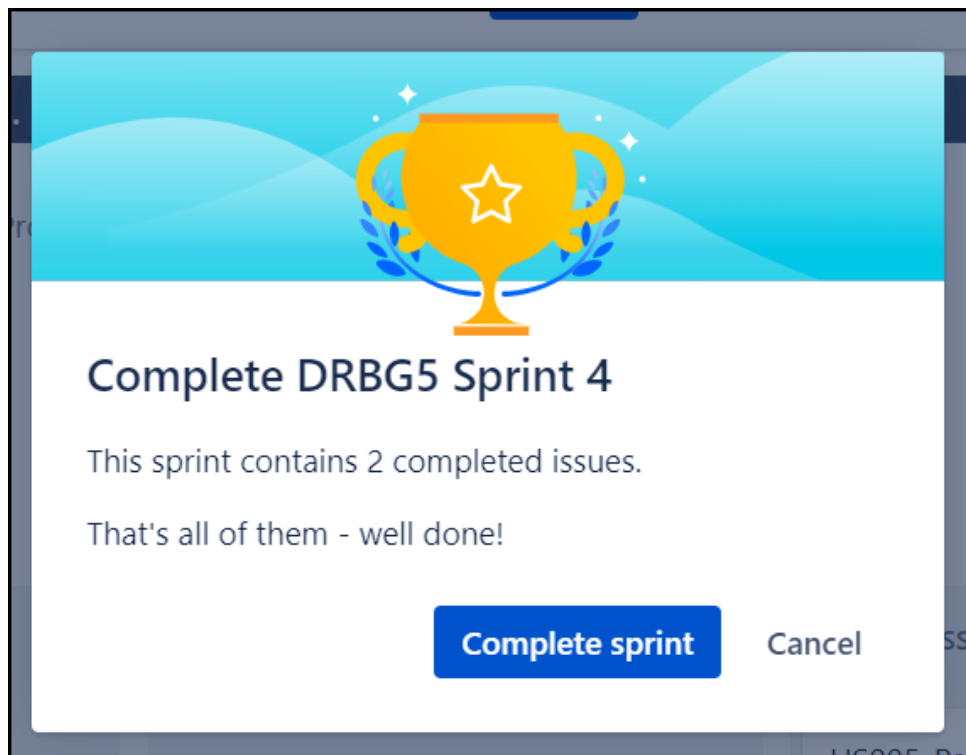 Complete DRBG5 Sprint 4
This sprint contains 2 completed issues.
That's all of them - well done!
Complete sprint Cancel